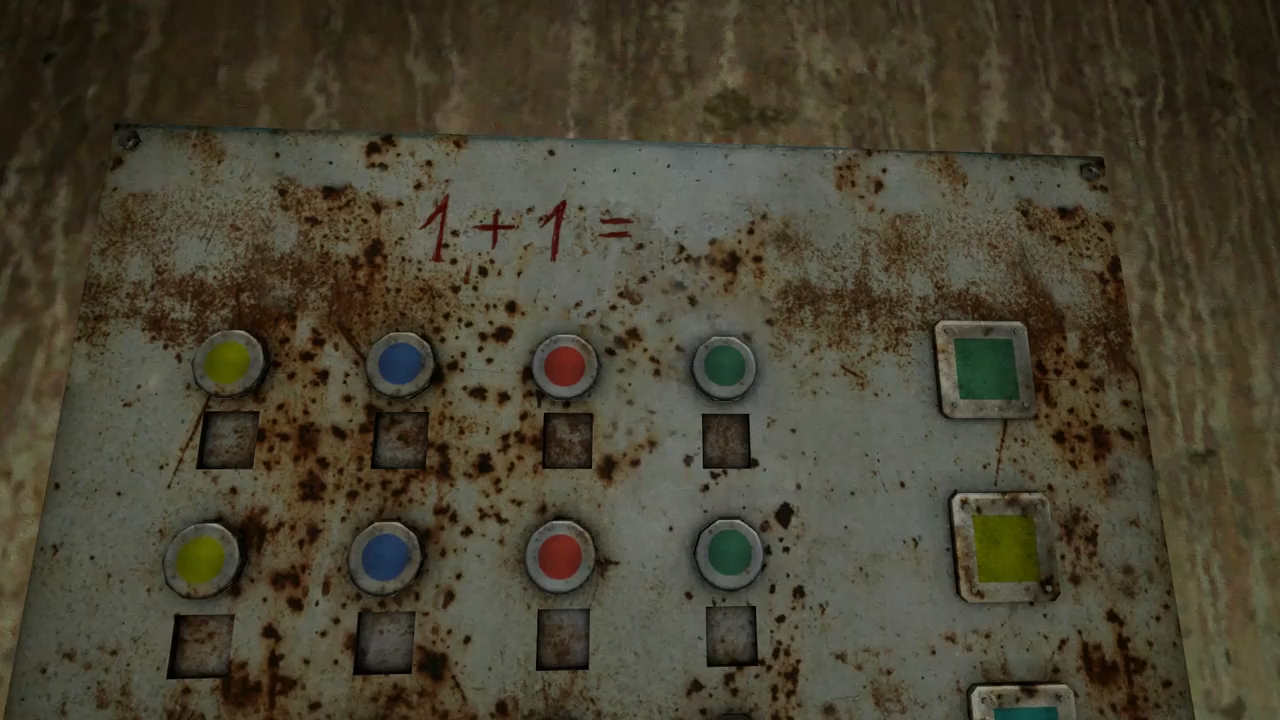 1 + 1 =